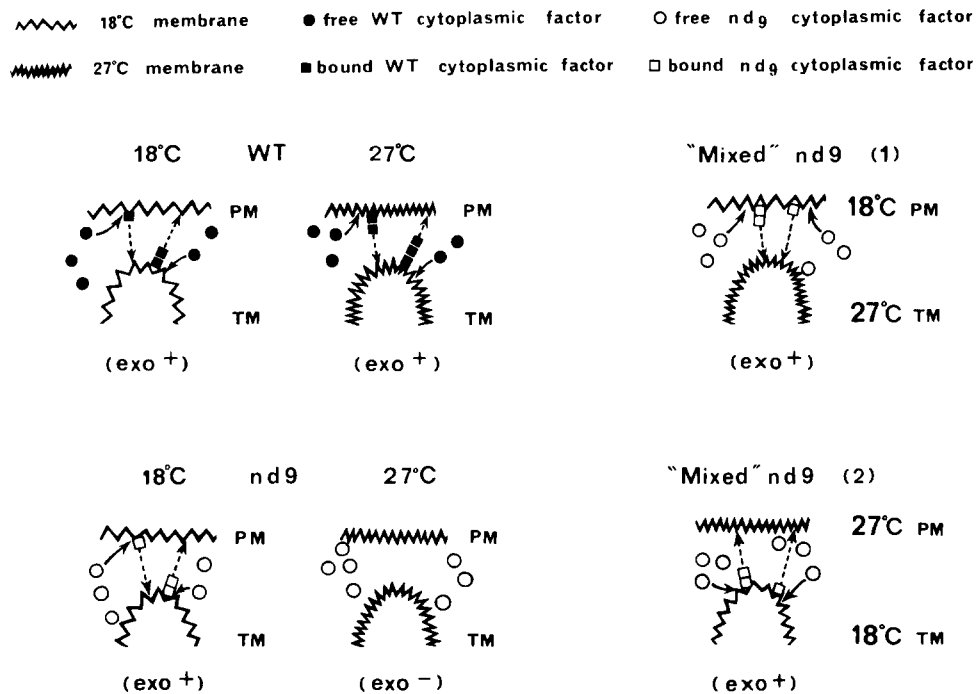 18°C membrane ● free WT cytoplasmic factor ○ free nd9 cytoplasmic factor
27°C membrane ■ bound WT cytoplasmic factor □ bound nd9 cytoplasmic factor
18°C WT 27°C "Mixed" nd9 (1)
PM PM 18°C PM
TM TM 27°C TM
(exo +) (exo +) (exo +)
18°C nd9 27°C "Mixed" nd9 (2)
PM PM 27°C PM
TM TM 18°C TM
(exo +) (exo −) (exo +)